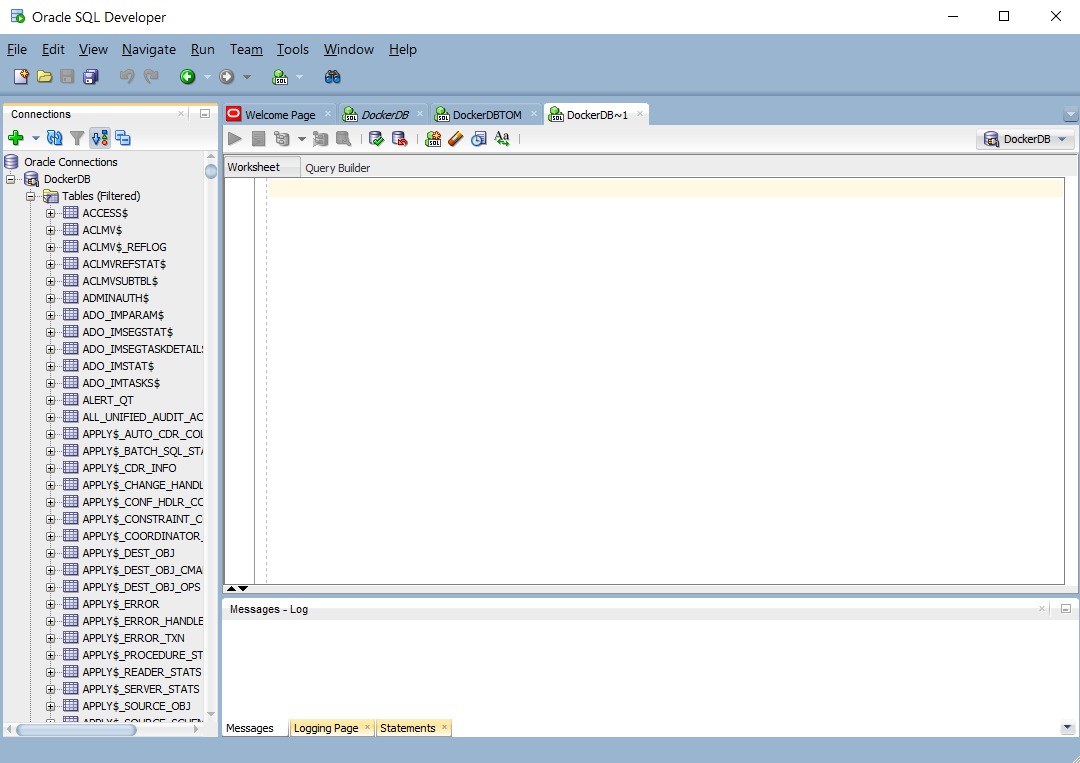 Oracle SQL Developer
File Edit View Navigate Run Team Tools Window Help
Connections
Oracle Connections
DockerDB
Tables (Filtered)
ACCESS$
ACLMV$
ACLMV$_REFLOG
ACLMVREFSTAT$
ACLMVSUBTBL$
ADMINAUTH$
ADO_IMPARAM$
ADO_IMSEGSTAT$
ADO_IMSEGTASKDETAILS
ADO_IMSTAT$
ADO_IMTASKS$
ALERT_QT
ALL_UNIFIED_AUDIT_AC
APPLY$_AUTO_CDR_COL
APPLY$_BATCH_SQL_STA
APPLY$_CDR_INFO
APPLY$_CHANGE_HANDL
APPLY$_CONF_HDLR_CO
APPLY$_CONSTRAINT_C
APPLY$_COORDINATOR_
APPLY$_DEST_OBJ
APPLY$_DEST_OBJ_CMA
APPLY$_DEST_OBJ_OPS
APPLY$_ERROR
APPLY$_ERROR_HANDLE
APPLY$_ERROR_TXN
APPLY$_PROCEDURE_ST
APPLY$_READER_STATS
APPLY$_SERVER_STATS
APPLY$_SOURCE_OBJ
APPLY$_SOURCE_SCHEM
Welcome Page DockerDB DockerDBTOM DockerDB~1
DockerDB
Worksheet Query Builder
Messages - Log
Messages Logging Page Statements